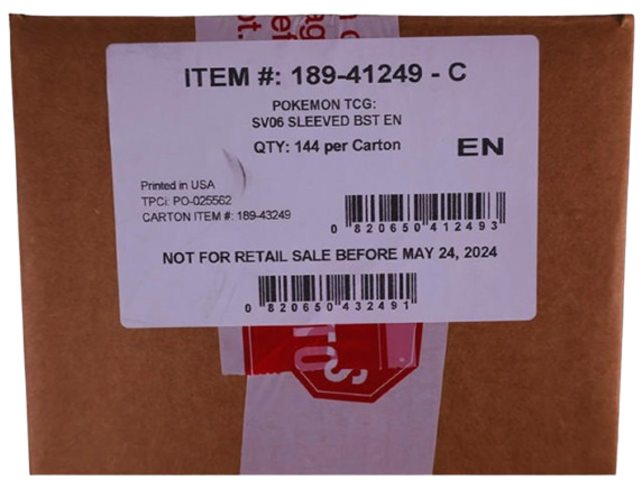 ITEM #: 189-41249 - C
POKEMON TCG:
SV06 SLEEVED BST EN
QTY: 144 per Carton
EN
Printed in USA
TPCi: PO-025562
CARTON ITEM #: 189-43249
0 820650 412493
NOT FOR RETAIL SALE BEFORE MAY 24, 2024
0 820650 432491
STO